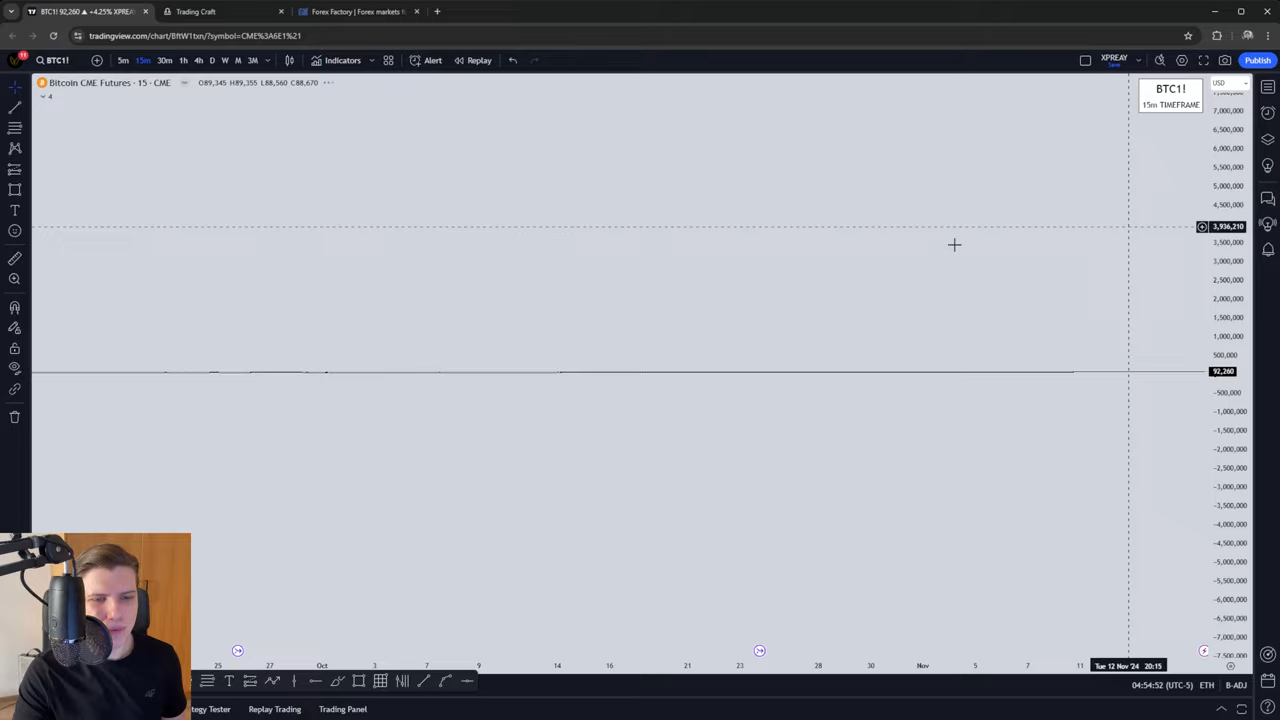 BTC1! 92,260 ▲ +4.25% XPREAY
Trading Craft
Forex Factory | Forex markets f
tradingview.com/chart/BftW1txn/?symbol=CME%3A6E1%21
11
BTC1!
5m
15m
30m
1h
4h
D
W
M
3M
Indicators
Alert
Replay
XPREAY
Save
Publish
Bitcoin CME Futures · 15 · CME
O89,345 H89,355 L88,560 C88,670
4
BTC1!
15m TIMEFRAME
USD
7,000,000
6,500,000
6,000,000
5,500,000
5,000,000
4,500,000
3,936,210
3,500,000
3,000,000
2,500,000
2,000,000
1,500,000
1,000,000
500,000
92,260
−500,000
−1,000,000
−1,500,000
−2,000,000
−2,500,000
−3,000,000
−3,500,000
−4,000,000
−4,500,000
−5,000,000
−5,500,000
−6,000,000
−6,500,000
−7,000,000
−7,500,000
25
27
Oct
3
7
9
14
16
21
23
28
30
Nov
5
7
11
Tue 12 Nov '24 20:15
04:54:52 (UTC-5)
ETH
B-ADJ
Replay Trading
Trading Panel